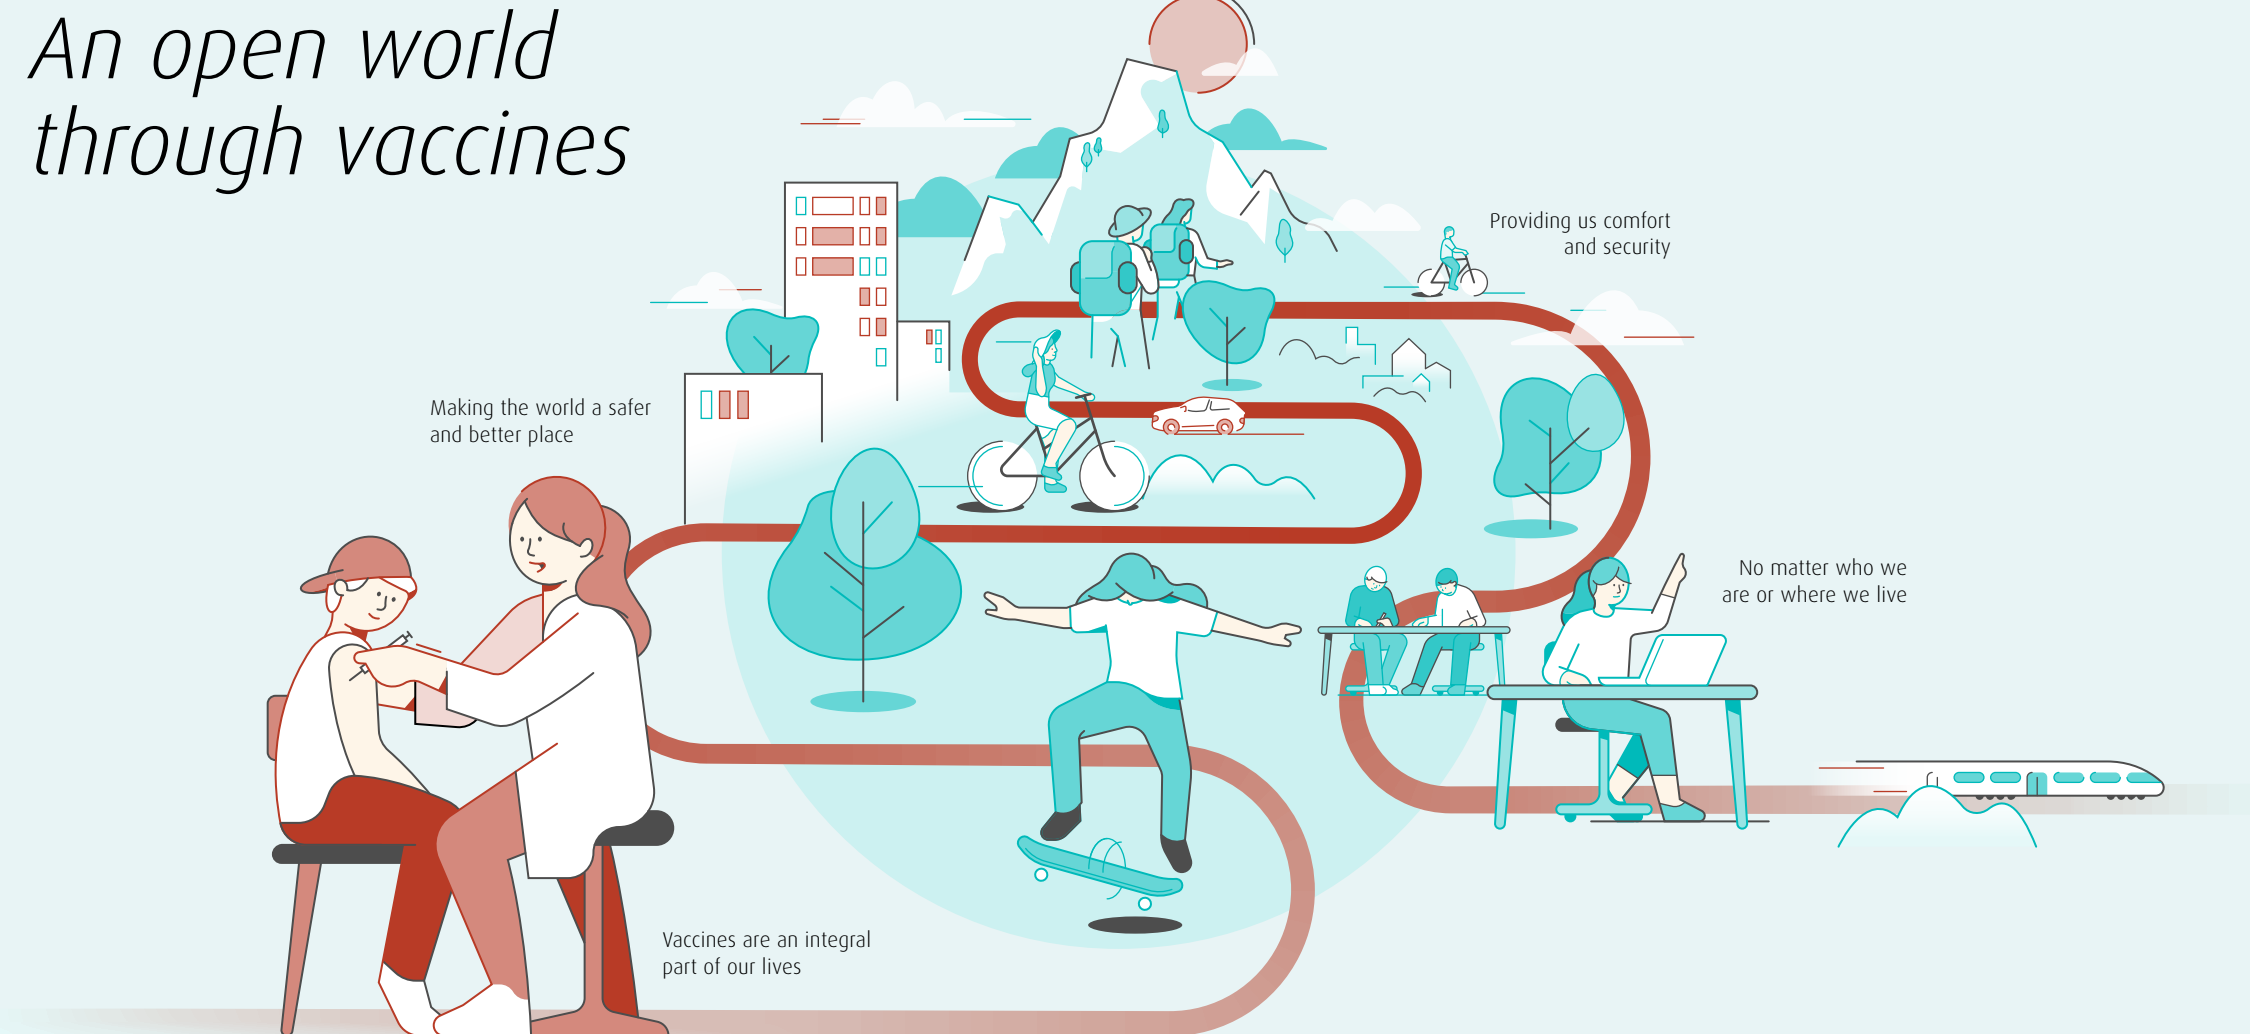 An open world
through vaccines
Providing us comfort
and security
Making the world a safer
and better place
No matter who we
are or where we live
Vaccines are an integral
part of our lives